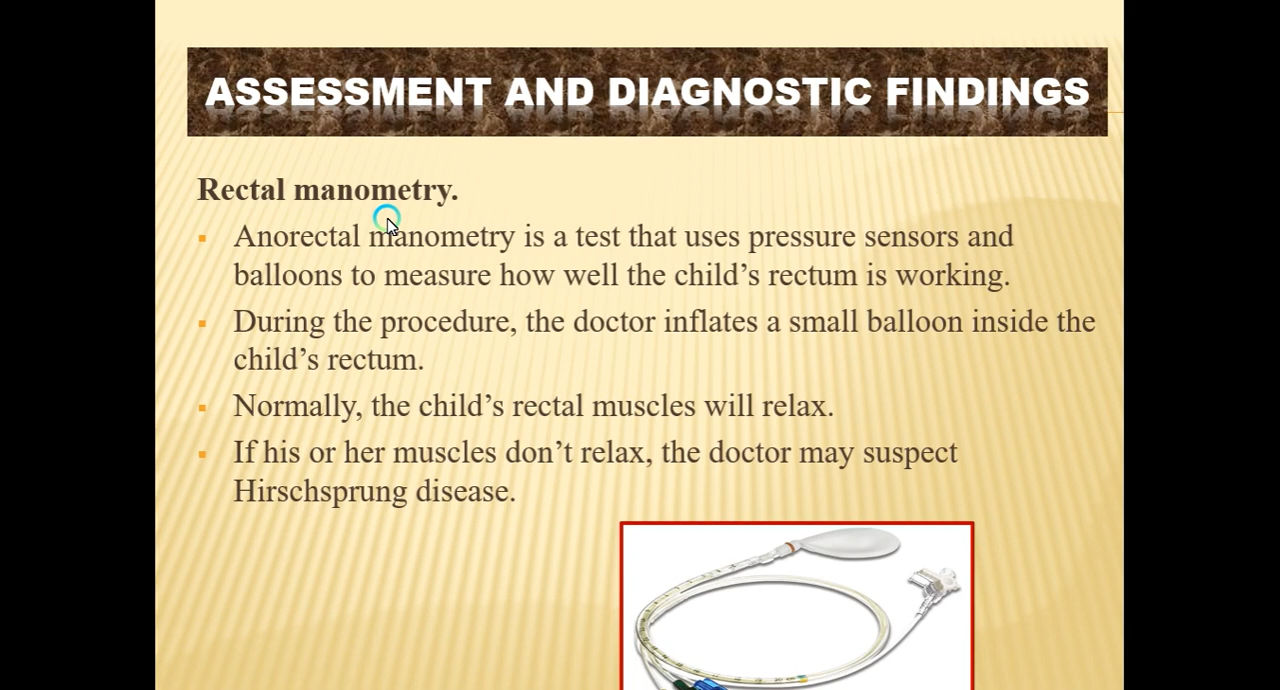 ASSESSMENT AND DIAGNOSTIC FINDINGS
Rectal manometry.
▪ Anorectal manometry is a test that uses pressure sensors and
balloons to measure how well the child’s rectum is working.
▪ During the procedure, the doctor inflates a small balloon inside the
child’s rectum.
▪ Normally, the child’s rectal muscles will relax.
▪ If his or her muscles don’t relax, the doctor may suspect
Hirschsprung disease.